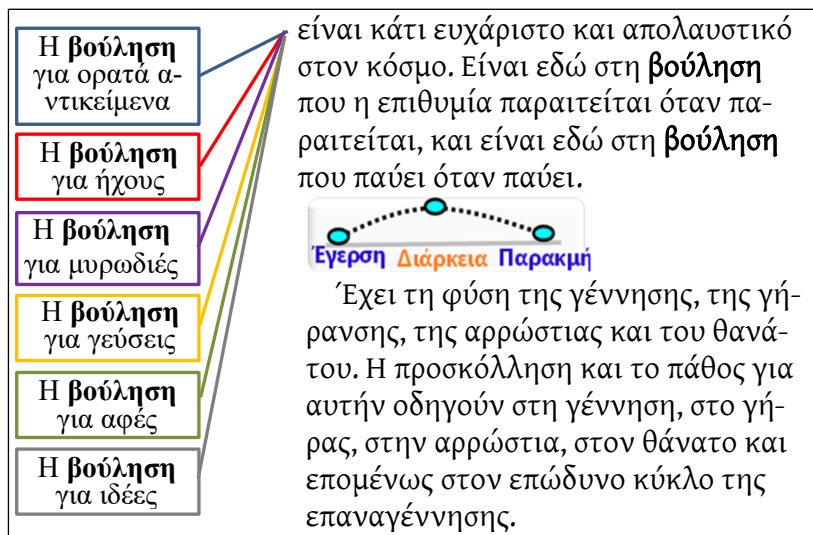 Η βούληση
για ορατά α-
ντικείμενα
Η βούληση
για ήχους
Η βούληση
για μυρωδιές
Η βούληση
για γεύσεις
Η βούληση
για αφές
Η βούληση
για ιδέες
είναι κάτι ευχάριστο και απολαυστικό
στον κόσμο. Είναι εδώ στη βούληση
που η επιθυμία παραιτείται όταν πα-
ραιτείται, και είναι εδώ στη βούληση
που παύει όταν παύει.
Έγερση Διάρκεια Παρακμή
Έχει τη φύση της γέννησης, της γή-
ρανσης, της αρρώστιας και του θανά-
του. Η προσκόλληση και το πάθος για
αυτήν οδηγούν στη γέννηση, στο γή-
ρας, στην αρρώστια, στον θάνατο και
επομένως στον επώδυνο κύκλο της
επαναγέννησης.